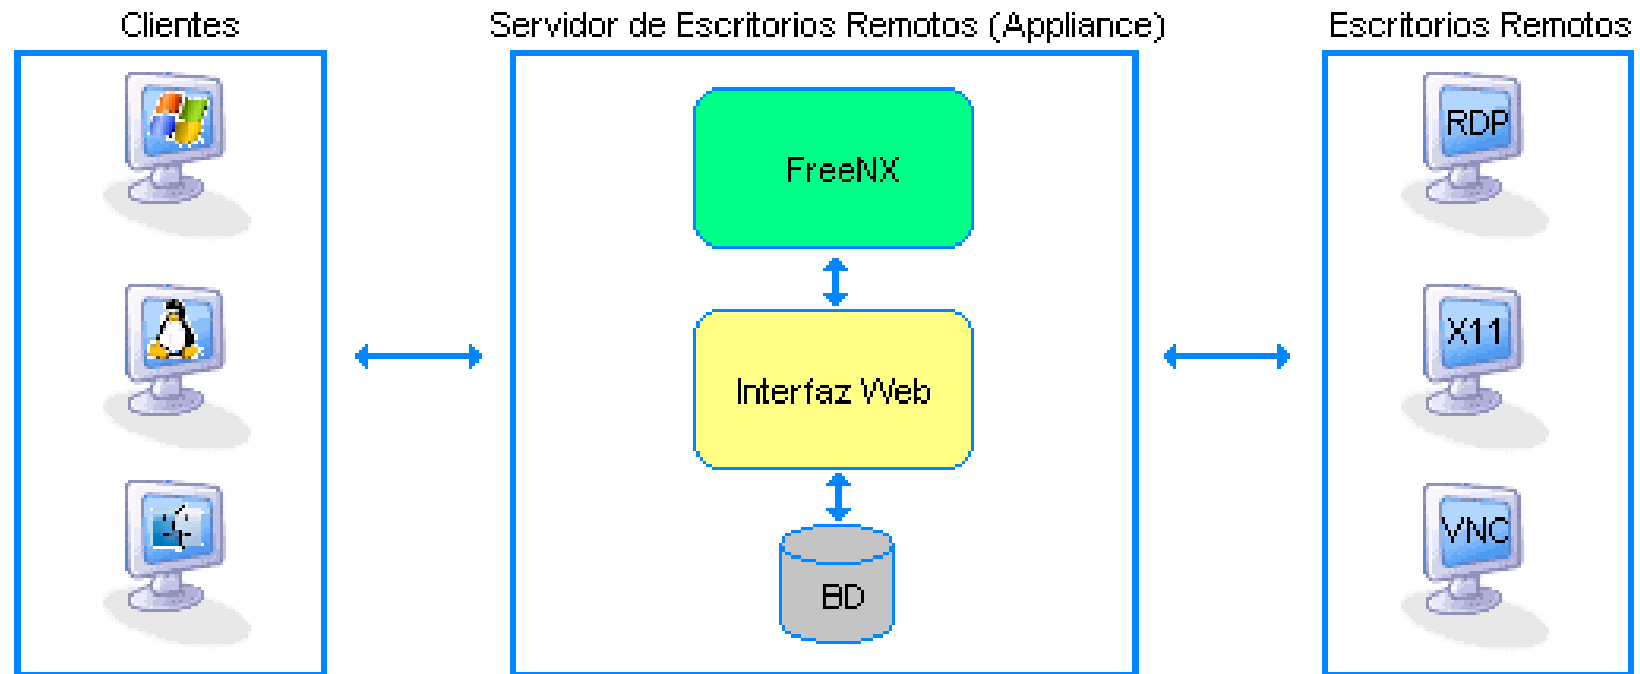 Clientes
Servidor de Escritorios Remotos (Appliance)
Escritorios Remotos
FreeNX
Interfaz Web
BD
RDP
X11
VNC